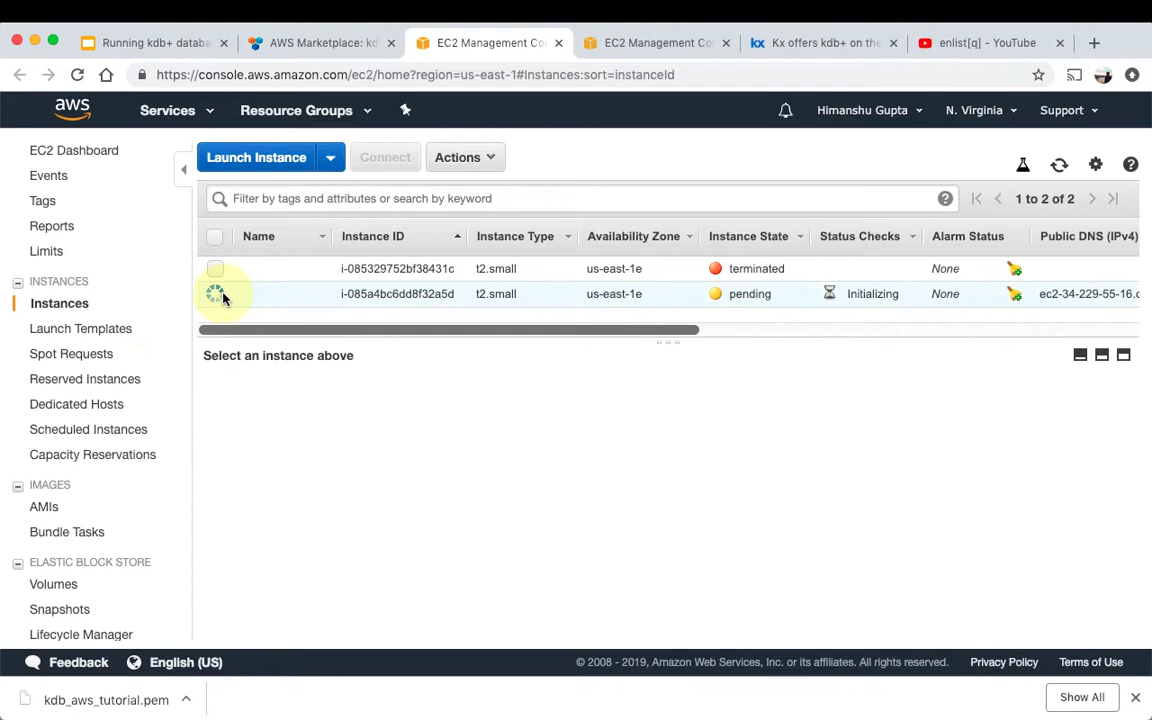 Running kdb+ databa
AWS Marketplace: kd
EC2 Management Co
EC2 Management Co
Kx offers kdb+ on the
enlist[q] - YouTube
https://console.aws.amazon.com/ec2/home?region=us-east-1#Instances:sort=instanceId
aws
Services
Resource Groups
Himanshu Gupta
N. Virginia
Support
EC2 Dashboard
Events
Tags
Reports
Limits
INSTANCES
Instances
Launch Templates
Spot Requests
Reserved Instances
Dedicated Hosts
Scheduled Instances
Capacity Reservations
IMAGES
AMIs
Bundle Tasks
ELASTIC BLOCK STORE
Volumes
Snapshots
Lifecycle Manager
Launch Instance
Connect
Actions
Filter by tags and attributes or search by keyword
1 to 2 of 2
Name Instance ID Instance Type Availability Zone Instance State Status Checks Alarm Status Public DNS (IPv4)
i-085329752bf38431c t2.small us-east-1e terminated None
i-085a4bc6dd8f32a5d t2.small us-east-1e pending Initializing None ec2-34-229-55-16.c
Select an instance above
Feedback
English (US)
© 2008 - 2019, Amazon Web Services, Inc. or its affiliates. All rights reserved.
Privacy Policy
Terms of Use
kdb_aws_tutorial.pem
Show All